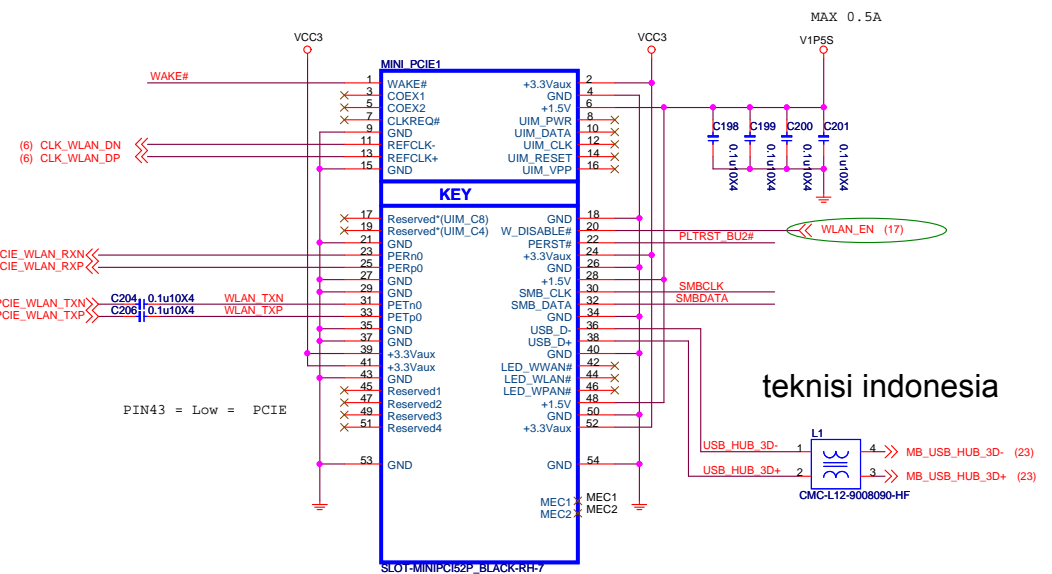 MAX 0.5A
VCC3
VCC3
V1P5S
MINI_PCIE1
WAKE#
1 WAKE# +3.3Vaux 2
3 COEX1 GND 4
5 COEX2 +1.5V 6
7 CLKREQ# UIM_PWR 8
9 GND UIM_DATA 10
(6) CLK_WLAN_DN 11 REFCLK- UIM_CLK 12
(6) CLK_WLAN_DP 13 REFCLK+ UIM_RESET 14
15 GND UIM_VPP 16
C198 C199 C200 C201
0.1u10X4 0.1u10X4 0.1u10X4 0.1u10X4
KEY
17 Reserved*(UIM_C8) GND 18
19 Reserved*(UIM_C4) W_DISABLE# 20 WLAN_EN (17)
21 GND PERST# 22 PLTRST_BU2#
PCIE_WLAN_RXN 23 PERn0 +3.3Vaux 24
PCIE_WLAN_RXP 25 PERp0 GND 26
27 GND +1.5V 28
29 GND SMB_CLK 30 SMBCLK
PCIE_WLAN_TXN C204 0.1u10X4 WLAN_TXN 31 PETn0 SMB_DATA 32 SMBDATA
PCIE_WLAN_TXP C206 0.1u10X4 WLAN_TXP 33 PETp0 GND 34
35 GND USB_D- 36
37 GND USB_D+ 38
39 +3.3Vaux GND 40
41 +3.3Vaux LED_WWAN# 42
43 GND LED_WLAN# 44
45 Reserved1 LED_WPAN# 46
47 Reserved2 +1.5V 48
49 Reserved3 GND 50
51 Reserved4 +3.3Vaux 52
PIN43 = Low = PCIE
teknisi indonesia
L1
USB_HUB_3D- 1 4 MB_USB_HUB_3D- (23)
USB_HUB_3D+ 2 3 MB_USB_HUB_3D+ (23)
CMC-L12-9008090-HF
53 GND GND 54
MEC1 MEC1
MEC2 MEC2
SLOT-MINIPCI52P_BLACK-RH-7